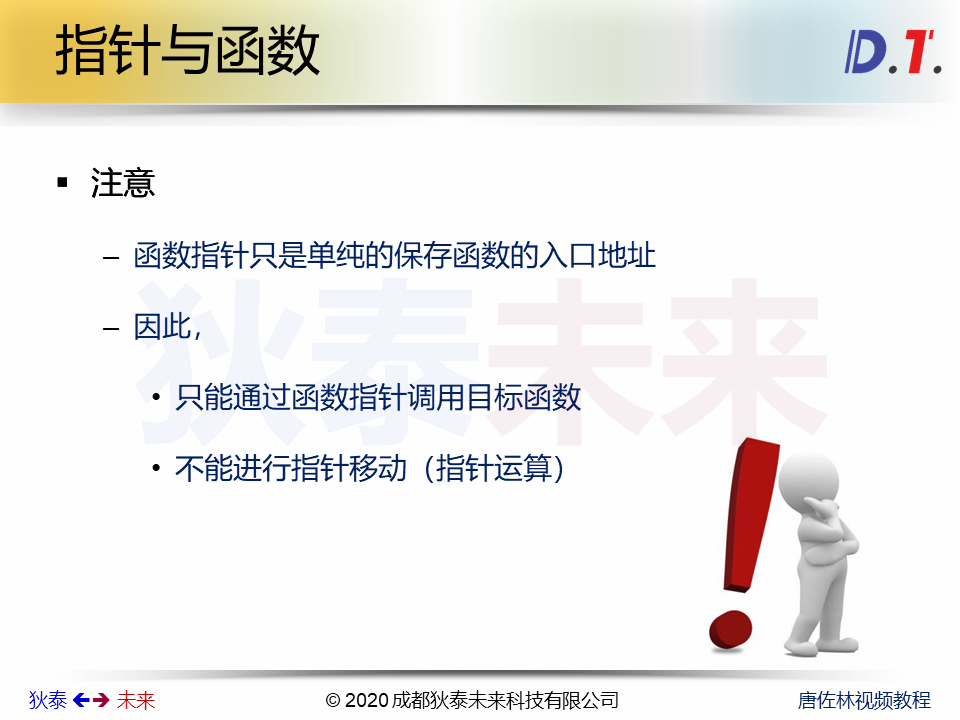 指针与函数
D.T.
▪ 注意
– 函数指针只是单纯的保存函数的入口地址
– 因此,
• 只能通过函数指针调用目标函数
• 不能进行指针移动（指针运算）
狄泰未来
狄泰 未来
© 2020 成都狄泰未来科技有限公司
唐佐林视频教程